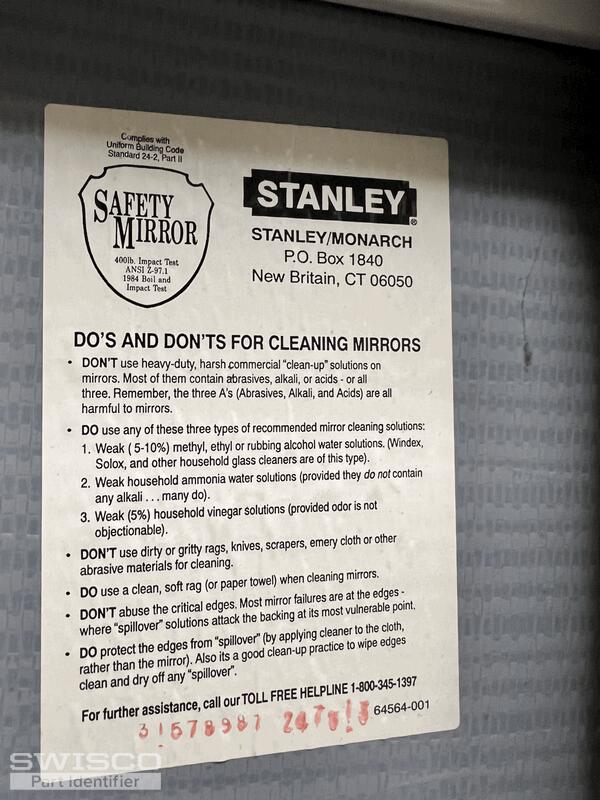 Complies with
Uniform Building Code
Standard 24-2, Part II
SAFETY
MIRROR
400lb. Impact Test
ANSI Z-97.1
1984 Boil and
Impact Test
STANLEY®
STANLEY/MONARCH
P.O. Box 1840
New Britain, CT 06050
DO'S AND DON'TS FOR CLEANING MIRRORS
• DON'T use heavy-duty, harsh commercial "clean-up" solutions on
mirrors. Most of them contain abrasives, alkali, or acids - or all
three. Remember, the three A's (Abrasives, Alkali, and Acids) are all
harmful to mirrors.
• DO use any of these three types of recommended mirror cleaning solutions:
1. Weak ( 5-10%) methyl, ethyl or rubbing alcohol water solutions. (Windex,
Solox, and other household glass cleaners are of this type).
2. Weak household ammonia water solutions (provided they do not contain
any alkali . . . many do).
3. Weak (5%) household vinegar solutions (provided odor is not
objectionable).
• DON'T use dirty or gritty rags, knives, scrapers, emery cloth or other
abrasive materials for cleaning.
• DO use a clean, soft rag (or paper towel) when cleaning mirrors.
• DON'T abuse the critical edges. Most mirror failures are at the edges -
where "spillover" solutions attack the backing at its most vulnerable point.
• DO protect the edges from "spillover" (by applying cleaner to the cloth,
rather than the mirror). Also its a good clean-up practice to wipe edges
clean and dry off any "spillover".
For further assistance, call our TOLL FREE HELPLINE 1-800-345-1397
64564-001
SWISCO
Part Identifier